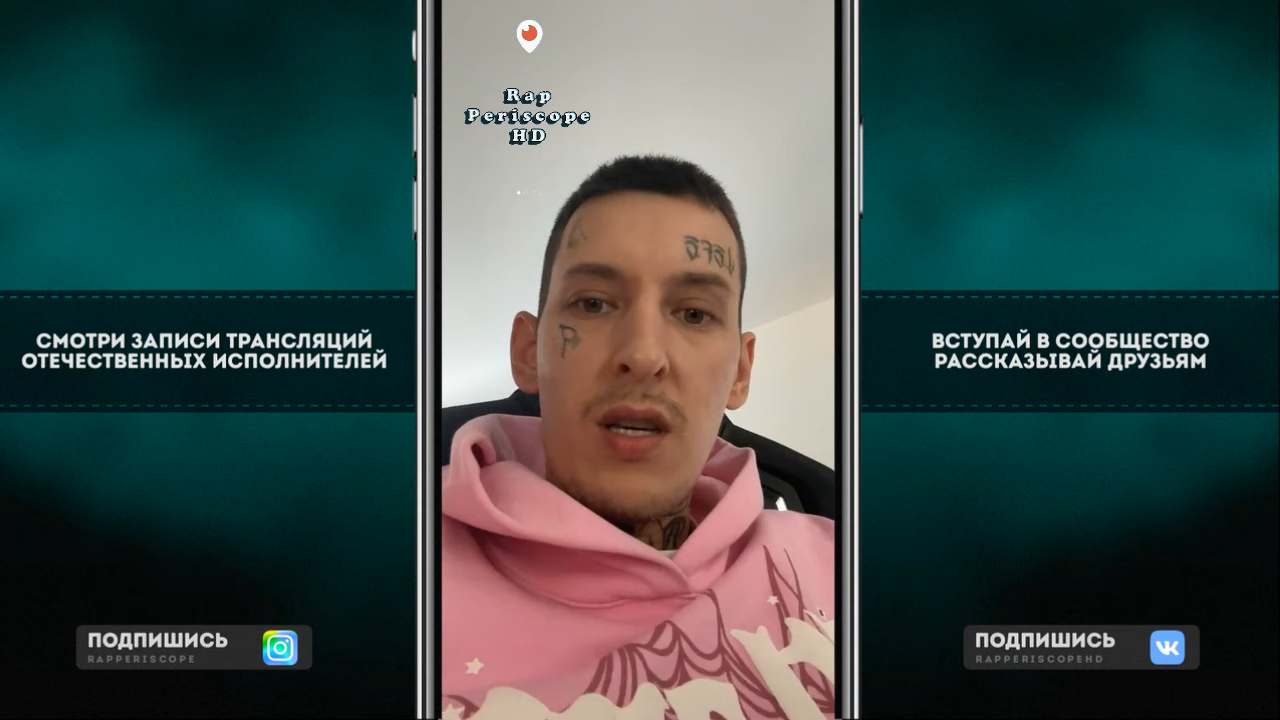 Rap
Periscope
HD
СМОТРИ ЗАПИСИ ТРАНСЛЯЦИЙ
ОТЕЧЕСТВЕННЫХ ИСПОЛНИТЕЛЕЙ
ВСТУПАЙ В СООБЩЕСТВО
РАССКАЗЫВАЙ ДРУЗЬЯМ
ПОДПИШИСЬ
RAPPERISCOPE
ПОДПИШИСЬ
RAPPERISCOPEHD